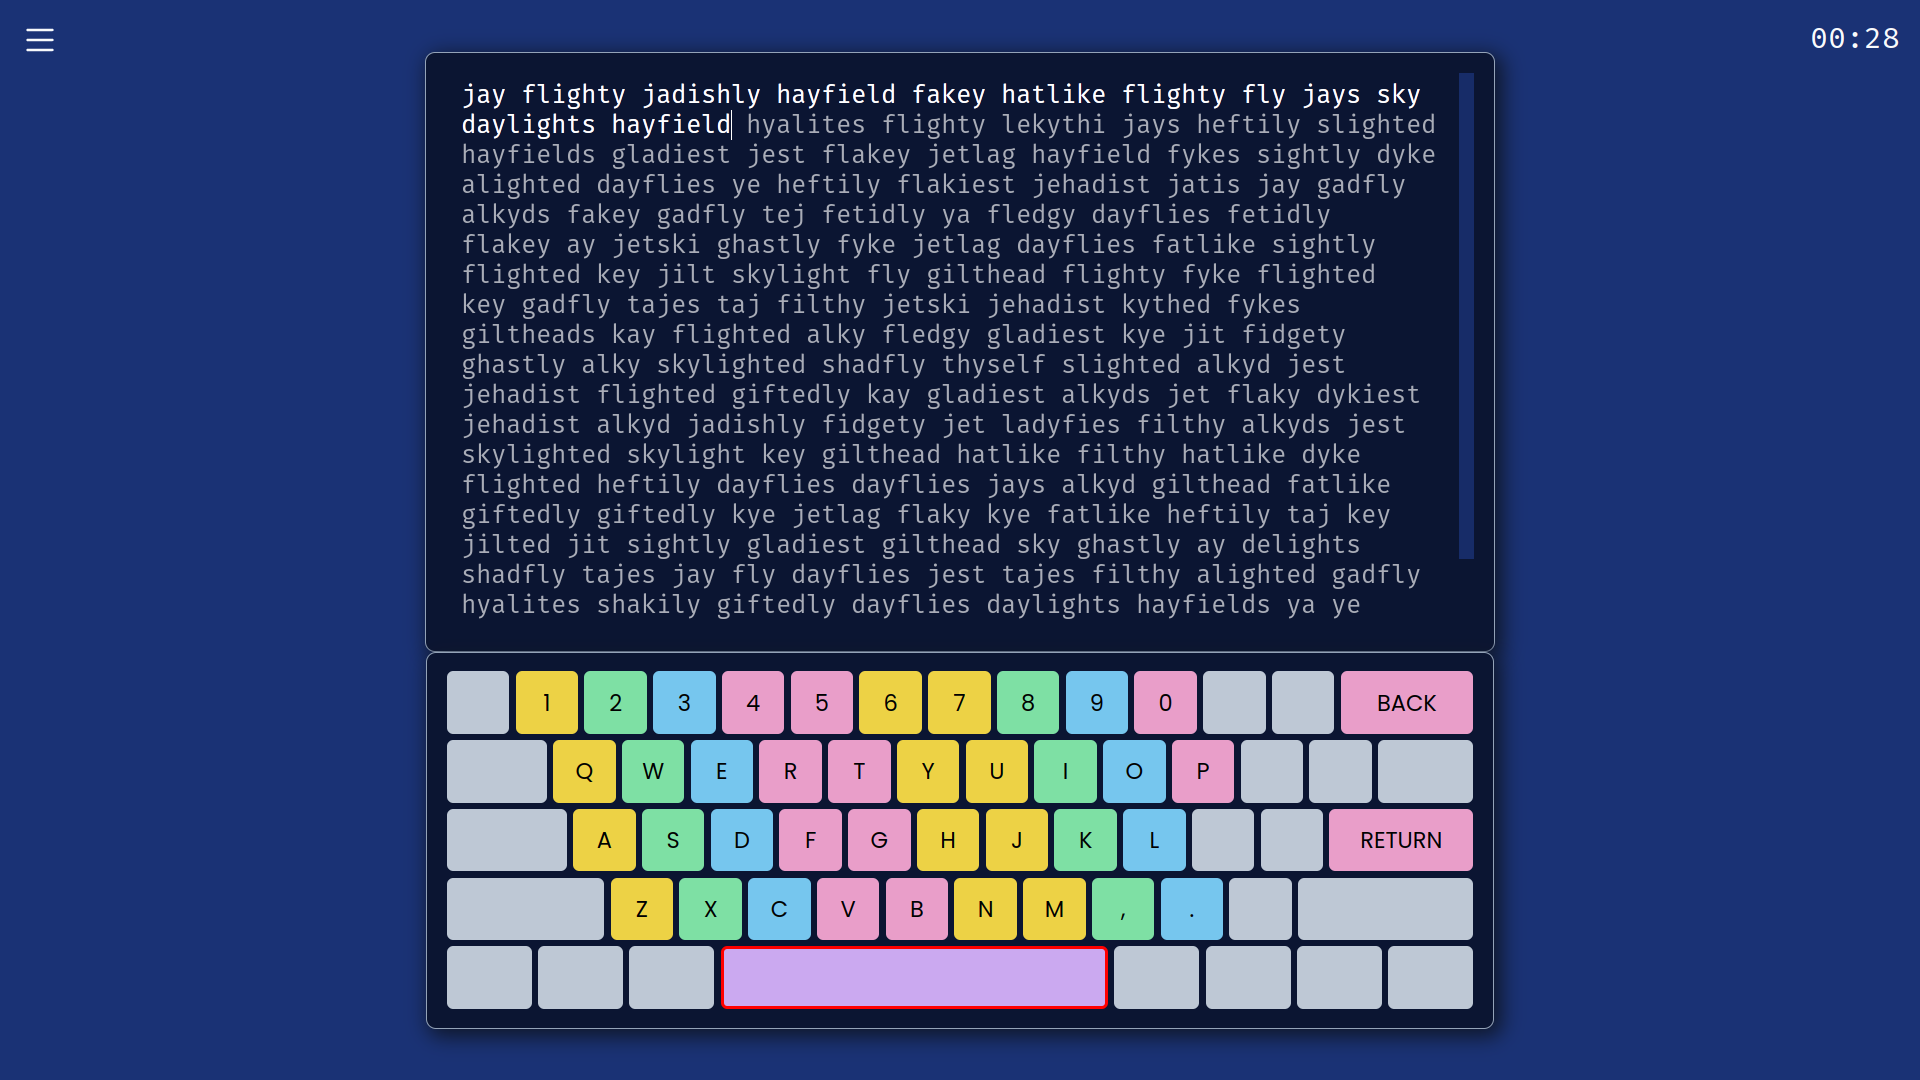 00:28
jay flighty jadishly hayfield fakey hatlike flighty fly jays sky
daylights hayfield hyalites flighty lekythi jays heftily slighted
hayfields gladiest jest flakey jetlag hayfield fykes sightly dyke
alighted dayflies ye heftily flakiest jehadist jatis jay gadfly
alkyds fakey gadfly tej fetidly ya fledgy dayflies fetidly
flakey ay jetski ghastly fyke jetlag dayflies fatlike sightly
flighted key jilt skylight fly gilthead flighty fyke flighted
key gadfly tajes taj filthy jetski jehadist kythed fykes
giltheads kay flighted alky fledgy gladiest kye jit fidgety
ghastly alky skylighted shadfly thyself slighted alkyd jest
jehadist flighted giftedly kay gladiest alkyds jet flaky dykiest
jehadist alkyd jadishly fidgety jet ladyfies filthy alkyds jest
skylighted skylight key gilthead hatlike filthy hatlike dyke
flighted heftily dayflies dayflies jays alkyd gilthead fatlike
giftedly giftedly kye jetlag flaky kye fatlike heftily taj key
jilted jit sightly gladiest gilthead sky ghastly ay delights
shadfly tajes jay fly dayflies jest tajes filthy alighted gadfly
hyalites shakily giftedly dayflies daylights hayfields ya ye
1 2 3 4 5 6 7 8 9 0 BACK
Q W E R T Y U I O P
A S D F G H J K L RETURN
Z X C V B N M , .